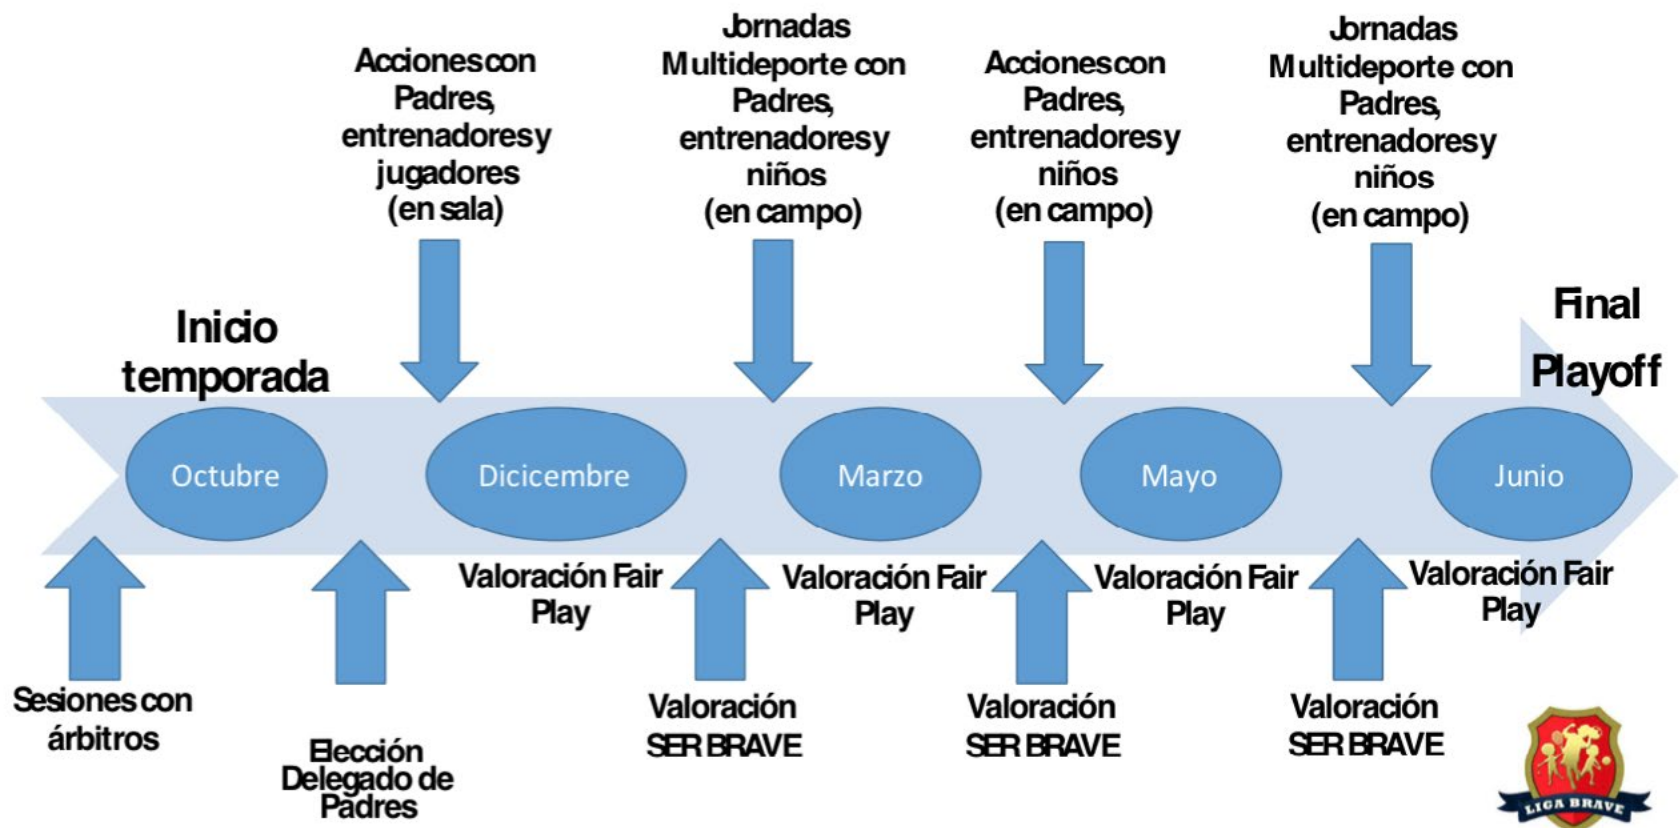 Acciones con
Padres,
entrenadores y
jugadores
(en sala)
Jornadas
Multideporte con
Padres,
entrenadores y
niños
(en campo)
Acciones con
Padres,
entrenadores y
niños
(en campo)
Jornadas
Multideporte con
Padres,
entrenadores y
niños
(en campo)
Inicio
temporada
Final
Playoff
Octubre
Dicicembre
Marzo
Mayo
Junio
Valoración Fair
Play
Valoración Fair
Play
Valoración Fair
Play
Valoración Fair
Play
Sesiones con
árbitros
Elección
Delegado de
Padres
Valoración
SER BRAVE
Valoración
SER BRAVE
Valoración
SER BRAVE
LIGA BRAVE